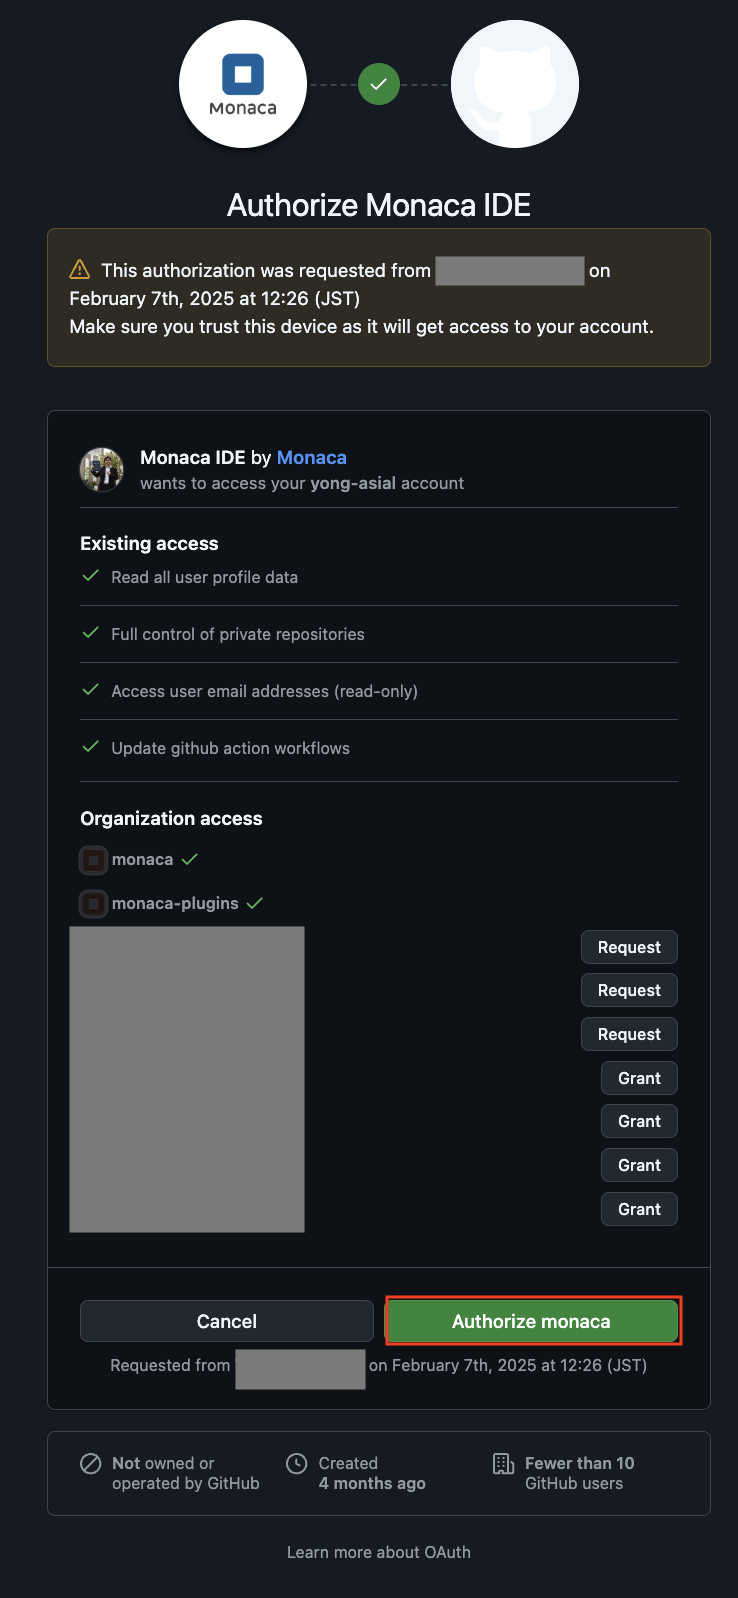 Monaca
Authorize Monaca IDE
This authorization was requested from on
February 7th, 2025 at 12:26 (JST)
Make sure you trust this device as it will get access to your account.
Monaca IDE by Monaca
wants to access your yong-asial account
Existing access
Read all user profile data
Full control of private repositories
Access user email addresses (read-only)
Update github action workflows
Organization access
monaca
monaca-plugins
Request
Request
Request
Grant
Grant
Grant
Grant
Cancel
Authorize monaca
Requested from on February 7th, 2025 at 12:26 (JST)
Not owned or
operated by GitHub
Created
4 months ago
Fewer than 10
GitHub users
Learn more about OAuth